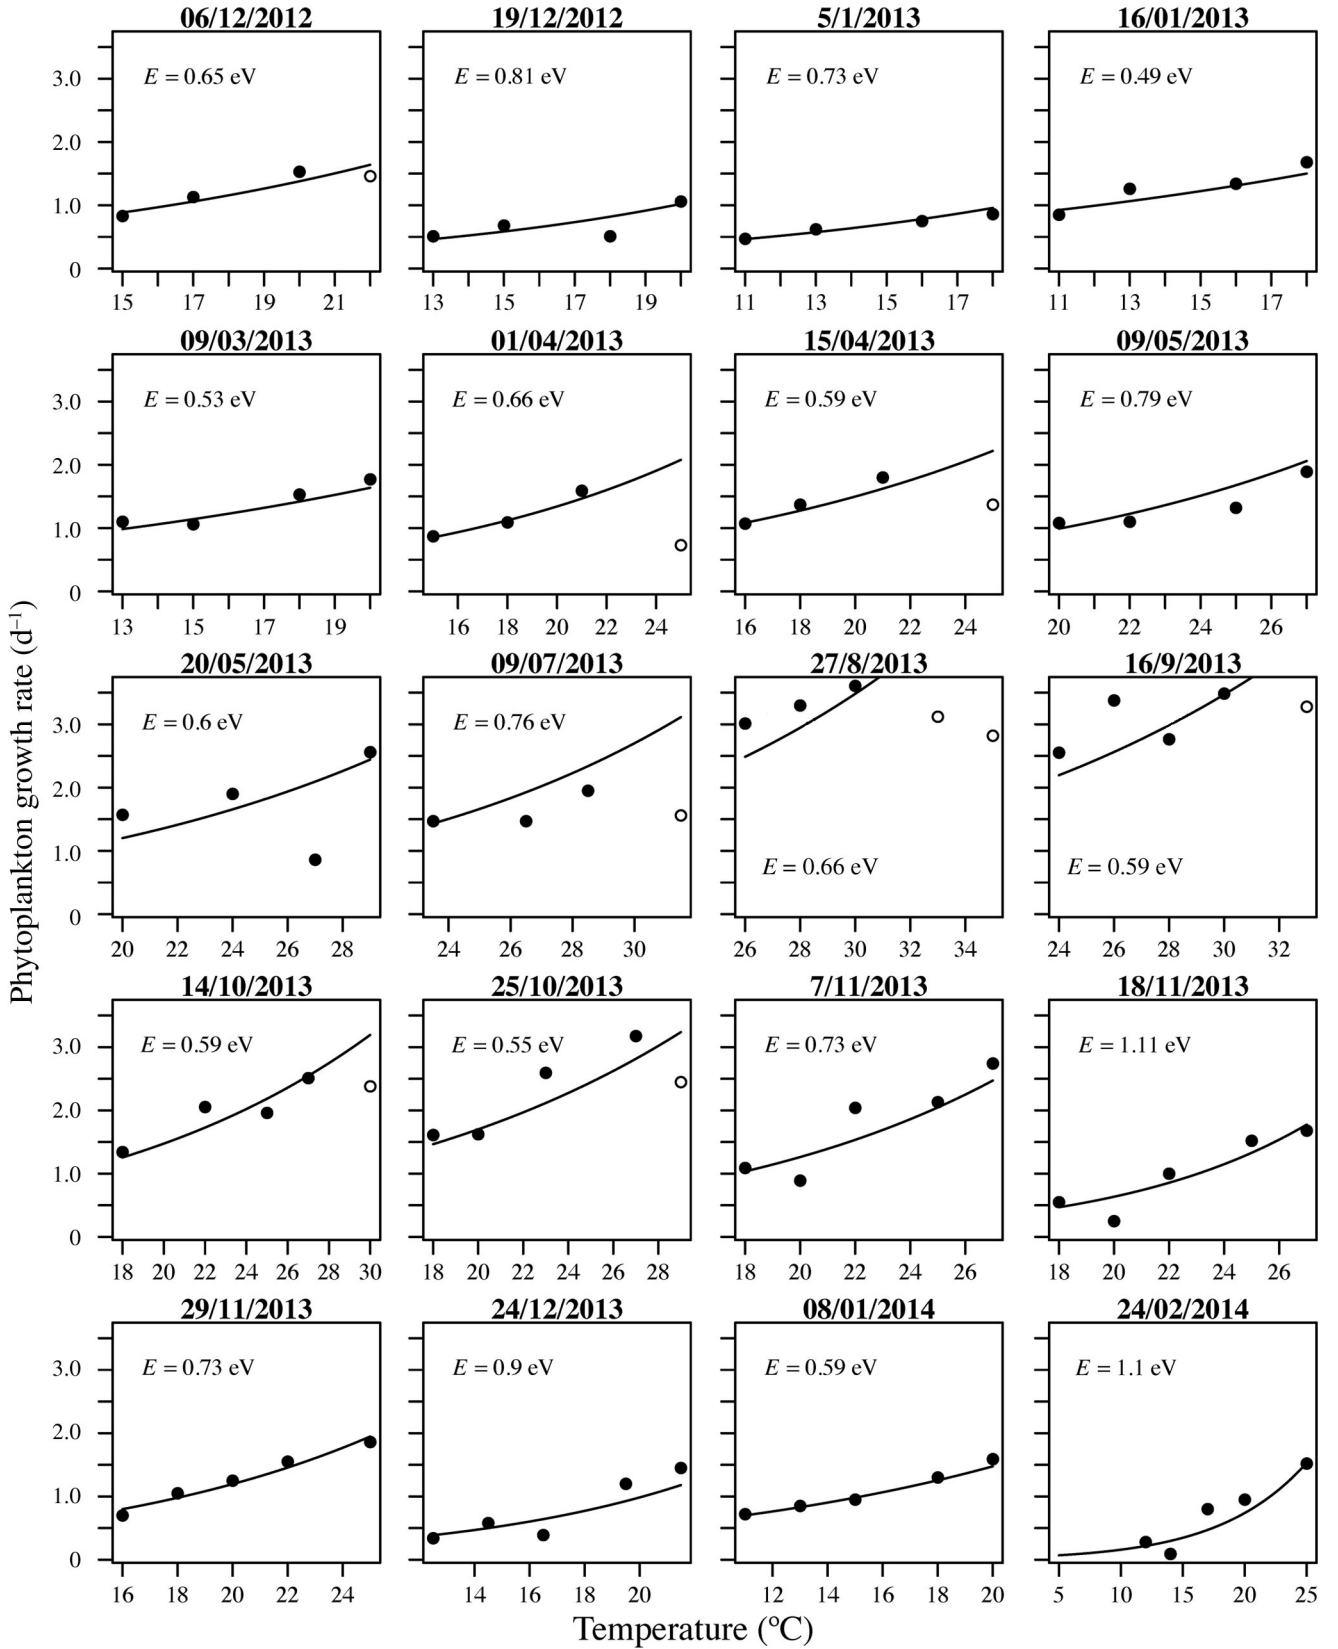 06/12/2012 19/12/2012 5/1/2013 16/01/2013
E = 0.65 eV E = 0.81 eV E = 0.73 eV E = 0.49 eV
3.0
2.0
1.0
0
15 17 19 21 13 15 17 19 11 13 15 17 11 13 15 17
09/03/2013 01/04/2013 15/04/2013 09/05/2013
E = 0.53 eV E = 0.66 eV E = 0.59 eV E = 0.79 eV
3.0
2.0
1.0
0
13 15 17 19 16 18 20 22 24 16 18 20 22 24 20 22 24 26
20/05/2013 09/07/2013 27/8/2013 16/9/2013
E = 0.6 eV E = 0.76 eV
3.0
2.0
1.0
E = 0.66 eV E = 0.59 eV
0
20 22 24 26 28 24 26 28 30 26 28 30 32 34 24 26 28 30 32
14/10/2013 25/10/2013 7/11/2013 18/11/2013
E = 0.59 eV E = 0.55 eV E = 0.73 eV E = 1.11 eV
3.0
2.0
1.0
0
18 20 22 24 26 28 30 18 20 22 24 26 28 18 20 22 24 26 18 20 22 24 26
29/11/2013 24/12/2013 08/01/2014 24/02/2014
E = 0.73 eV E = 0.9 eV E = 0.59 eV E = 1.1 eV
3.0
2.0
1.0
0
16 18 20 22 24 14 16 18 20 12 14 16 18 20 5 10 15 20 25
Phytoplankton growth rate (d⁻¹)
Temperature (°C)